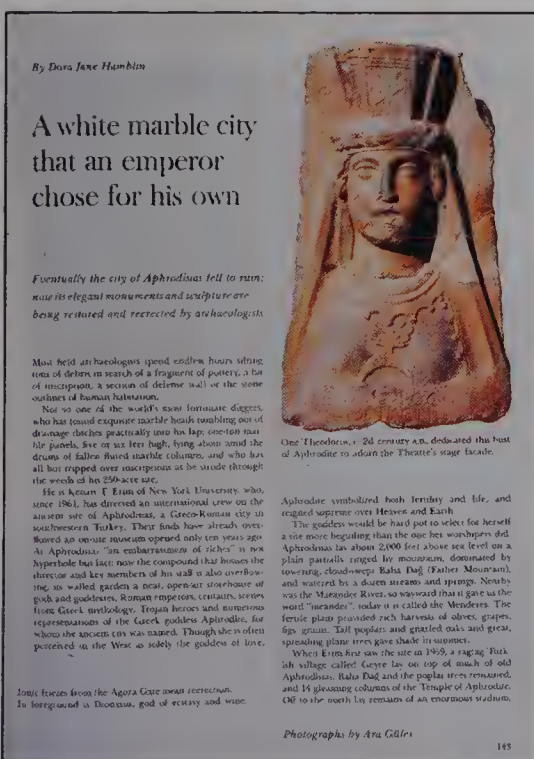 By Dora Jane Hamblin
A white marble city
that an emperor
chose for his own
Eventually the city of Aphrodisias fell to ruin;
now its elegant monuments and sculpture are
being restored and reerected by archaeologists
Most field archaeologists spend endless hours sifting
tons of debris in search of a fragment of pottery, a bit
of inscription, a section of defense wall or the stone
outlines of human habitation.
Not so one of the world's most fortunate diggers,
who has found exquisite marble heads tumbling out of
drainage ditches practically into his lap; one-ton mar-
ble panels, five or six feet high, lying about amid the
drums of fallen fluted marble columns, and who has
all but tripped over inscriptions as he strode through
the weeds of his 250-acre site.
He is Kenan T. Erim of New York University, who,
since 1961, has directed an international crew on the
ancient site of Aphrodisias, a Greco-Roman city in
southwestern Turkey. Their finds have already over-
flowed an on-site museum opened only ten years ago.
At Aphrodisias, "an embarrassment of riches" is not
hyperbole but fact: now the compound that houses the
director and key members of his staff is also overflow-
ing, its walled garden a neat, open-air storehouse of
gods and goddesses, Roman emperors, centaurs, scenes
from Greek mythology, Trojan heroes and numerous
representations of the Greek goddess Aphrodite, for
whom the ancient city was named. Though she is often
perceived in the West as solely the goddess of love,
Ionic friezes from the Agora Gate await reerection.
In foreground is Dionysus, god of ecstasy and wine.
One Theodoros, 2d century A.D., dedicated this bust
of Aphrodite to adorn the Theatre's stage facade.
Aphrodite symbolized both fertility and life, and
reigned supreme over Heaven and Earth.
The goddess would be hard put to select for herself
a site more beguiling than the one her worshipers did.
Aphrodisias lay about 2,000 feet above sea level on a
plain partially ringed by mountains, dominated by
towering, cloud-swept Baba Dağ (Father Mountain),
and watered by a dozen streams and springs. Nearby
was the Maeander River, so wayward that it gave us the
word "meander"; today it is called the Menderes. The
fertile plain provided rich harvests of olives, grapes,
figs, grains. Tall poplars and gnarled oaks and great,
spreading plane trees gave shade in summer.
When Erim first saw the site in 1959, a ragtag Turk-
ish village called Geyre lay on top of much of old
Aphrodisias. Baba Dağ and the poplar trees remained,
and 14 gleaming columns of the Temple of Aphrodite.
Off to the north lay remains of an enormous stadium,
Photographs by Ara Güler
143